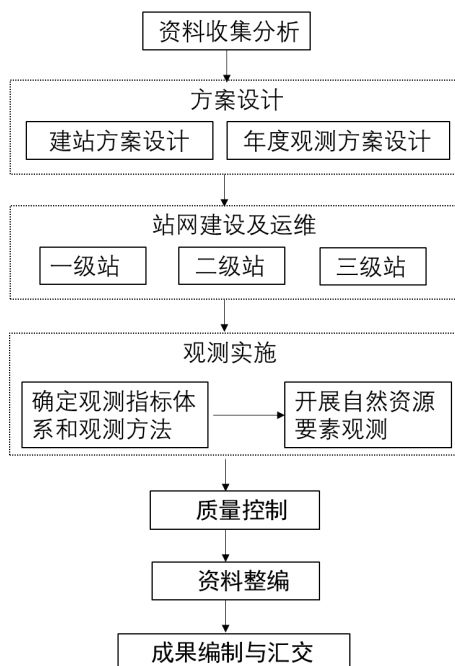 资料收集分析
方案设计
建站方案设计
年度观测方案设计
站网建设及运维
一级站
二级站
三级站
观测实施
确定观测指标体
系和观测方法
开展自然资源
要素观测
质量控制
资料整编
成果编制与汇交